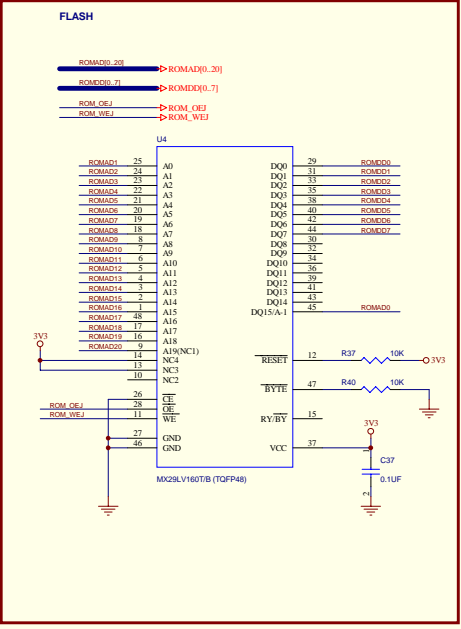 FLASH
ROMAD[0..20] ROMAD[0..20]
ROMDD[0..7] ROMDD[0..7]
ROM_OEJ ROM_OEJ
ROM_WEJ ROM_WEJ
U4
ROMAD1 25 A0 DQ0 29 ROMDD0
ROMAD2 24 A1 DQ1 31 ROMDD1
ROMAD3 23 A2 DQ2 33 ROMDD2
ROMAD4 22 A3 DQ3 35 ROMDD3
ROMAD5 21 A4 DQ4 38 ROMDD4
ROMAD6 20 A5 DQ5 40 ROMDD5
ROMAD7 19 A6 DQ6 42 ROMDD6
ROMAD8 18 A7 DQ7 44 ROMDD7
ROMAD9 8 A8 DQ8 30
ROMAD10 7 A9 DQ9 32
ROMAD11 6 A10 DQ10 34
ROMAD12 5 A11 DQ11 36
ROMAD13 4 A12 DQ12 39
ROMAD14 3 A13 DQ13 41
ROMAD15 2 A14 DQ14 43
ROMAD16 1 A15 DQ15/A-1 45 ROMAD0
ROMAD17 48 A16
ROMAD18 17 A17
ROMAD19 16 A18
ROMAD20 9 A19(NC1)
3V3 14 NC4 RESET 12 R37 10K 3V3
13 NC3
10 NC2 BYTE 47 R40 10K
26 CE
ROM_OEJ 28 OE
ROM_WEJ 11 WE RY/BY 15
3V3
27 GND
46 GND VCC 37 1
C37
MX29LV160T/B (TQFP48) 0.1UF
2